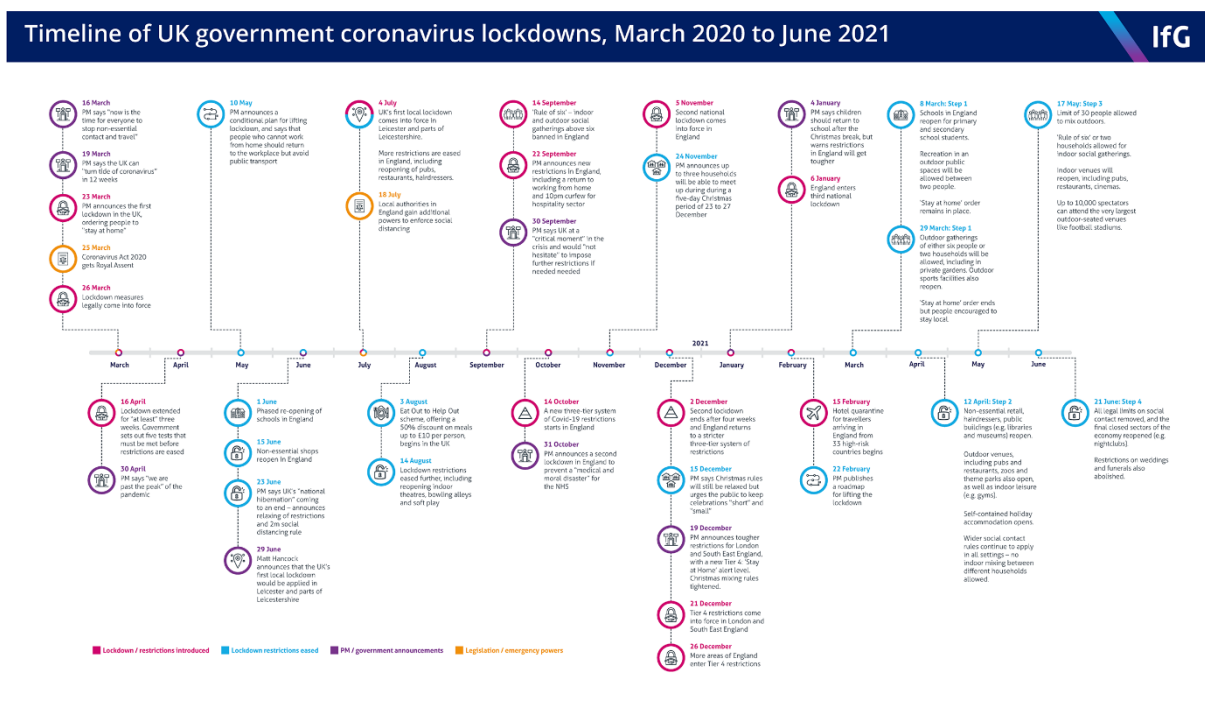 Timeline of UK government coronavirus lockdowns, March 2020 to June 2021
IfG
16 March
PM says "now is the
time for everyone to
stop non-essential
contact and travel"
19 March
PM says the UK can
"turn tide of coronavirus"
in 12 weeks
23 March
PM announces the first
lockdown in the UK,
ordering people to
"stay at home"
25 March
Coronavirus Act 2020
gets Royal Assent
26 March
Lockdown measures
legally come into force
10 May
PM announces a
conditional plan for lifting
lockdown, and says that
people who cannot work
from home should return
to the workplace but avoid
public transport
4 July
UK's first local lockdown
comes into force in
Leicester and parts of
Leicestershire.
More restrictions are eased
in England, including
reopening of pubs,
restaurants, hairdressers.
18 July
Local authorities in
England gain additional
powers to enforce social
distancing
14 September
'Rule of six' – indoor
and outdoor social
gatherings above six
banned in England
22 September
PM announces new
restrictions in England,
including a return to
working from home
and 10pm curfew for
hospitality sector
30 September
PM says UK at a
"critical moment" in the
crisis and would "not
hesitate" to impose
further restrictions if
needed needed
5 November
Second national
lockdown comes
into force in
England
24 November
PM announces up
to three households
will be able to meet
up during during a
five-day Christmas
period of 23 to 27
December
4 January
PM says children
should return to
school after the
Christmas break, but
warns restrictions
in England will get
tougher
6 January
England enters
third national
lockdown
8 March: Step 1
Schools in England
reopen for primary
and secondary
school students.
Recreation in an
outdoor public
spaces will be
allowed between
two people.
'Stay at home' order
remains in place.
29 March: Step 1
Outdoor gatherings
of either six people or
two households will be
allowed, including in
private gardens. Outdoor
sports facilities also
reopen.
'Stay at home' order ends
but people encouraged to
stay local.
17 May: Step 3
Limit of 30 people allowed
to mix outdoors.
'Rule of six' or two
households allowed for
indoor social gatherings.
Indoor venues will
reopen, including pubs,
restaurants, cinemas.
Up to 10,000 spectators
can attend the very largest
outdoor-seated venues
like football stadiums.
2021
March April May June July August September October November December January February March April May June
16 April
Lockdown extended
for "at least" three
weeks. Government
sets out five tests that
must be met before
restrictions are eased
30 April
PM says "we are
past the peak" of the
pandemic
1 June
Phased re-opening of
schools in England
15 June
Non-essential shops
reopen in England
23 June
PM says UK's "national
hibernation" coming
to an end – announces
relaxing of restrictions
and 2m social
distancing rule
29 June
Matt Hancock
announces that the UK's
first local lockdown
would be applied in
Leicester and parts of
Leicestershire
3 August
Eat Out to Help Out
scheme, offering a
50% discount on meals
up to £10 per person,
begins in the UK
14 August
Lockdown restrictions
eased further, including
reopening indoor
theatres, bowling alleys
and soft play
14 October
A new three-tier system
of Covid-19 restrictions
starts in England
31 October
PM announces a second
lockdown in England to
prevent a "medical and
moral disaster" for
the NHS
2 December
Second lockdown
ends after four weeks
and England returns
to a stricter
three-tier system of
restrictions
15 December
PM says Christmas rules
will still be relaxed but
urges the public to keep
celebrations "short" and
"small"
19 December
PM announces tougher
restrictions for London
and South East England,
with a new Tier 4 'Stay
at Home' alert level.
Christmas mixing rules
tightened.
21 December
Tier 4 restrictions come
into force in London and
South East England
26 December
More areas of England
enter Tier 4 restrictions
15 February
Hotel quarantine
for travellers
arriving in
England from
33 high-risk
countries begins
22 February
PM publishes
a roadmap
for lifting the
lockdown
12 April: Step 2
Non-essential retail,
hairdressers, public
buildings (e.g. libraries
and museums) reopen.
Outdoor venues,
including pubs and
restaurants, zoos and
theme parks also open,
as well as indoor leisure
(e.g. gyms).
Self-contained holiday
accommodation opens.
Wider social contact
rules continue to apply
in all settings – no
indoor mixing between
different households
allowed.
21 June: Step 4
All legal limits on social
contact removed, and the
final closed sectors of the
economy reopened (e.g.
nightclubs).
Restrictions on weddings
and funerals also
abolished.
Lockdown / restrictions introduced
Lockdown restrictions eased
PM / government announcements
Legislation / emergency powers